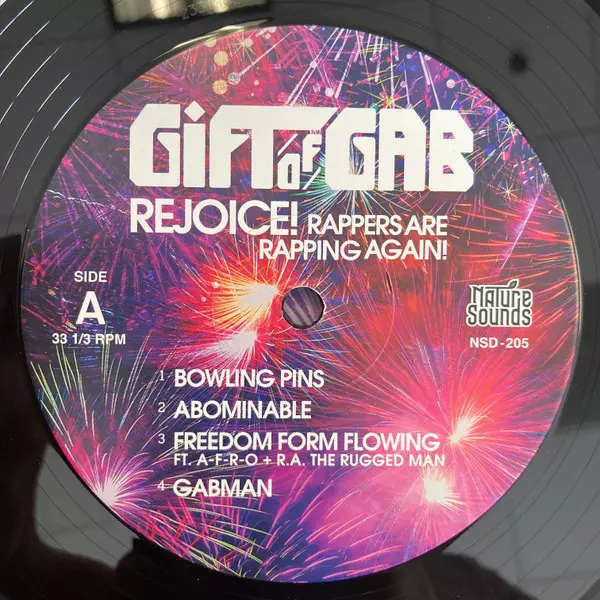 GiFT of GAB
REJOICE! RAPPERS ARE
RAPPING AGAIN!
SIDE
A
33 1/3 RPM
Nature
Sounds
NSD-205
1 BOWLING PINS
2 ABOMINABLE
3 FREEDOM FORM FLOWING
FT. A-F-R-O + R.A. THE RUGGED MAN
4 GABMAN